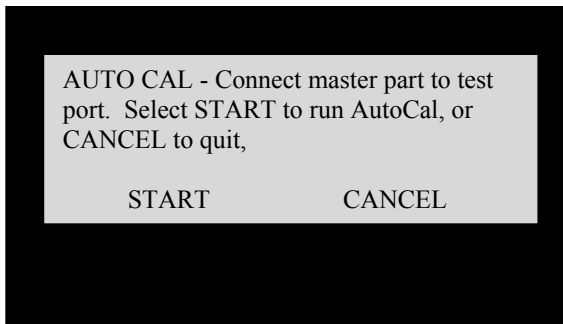 AUTO CAL - Connect master part to test
port.  Select START to run AutoCal, or
CANCEL to quit,
START CANCEL